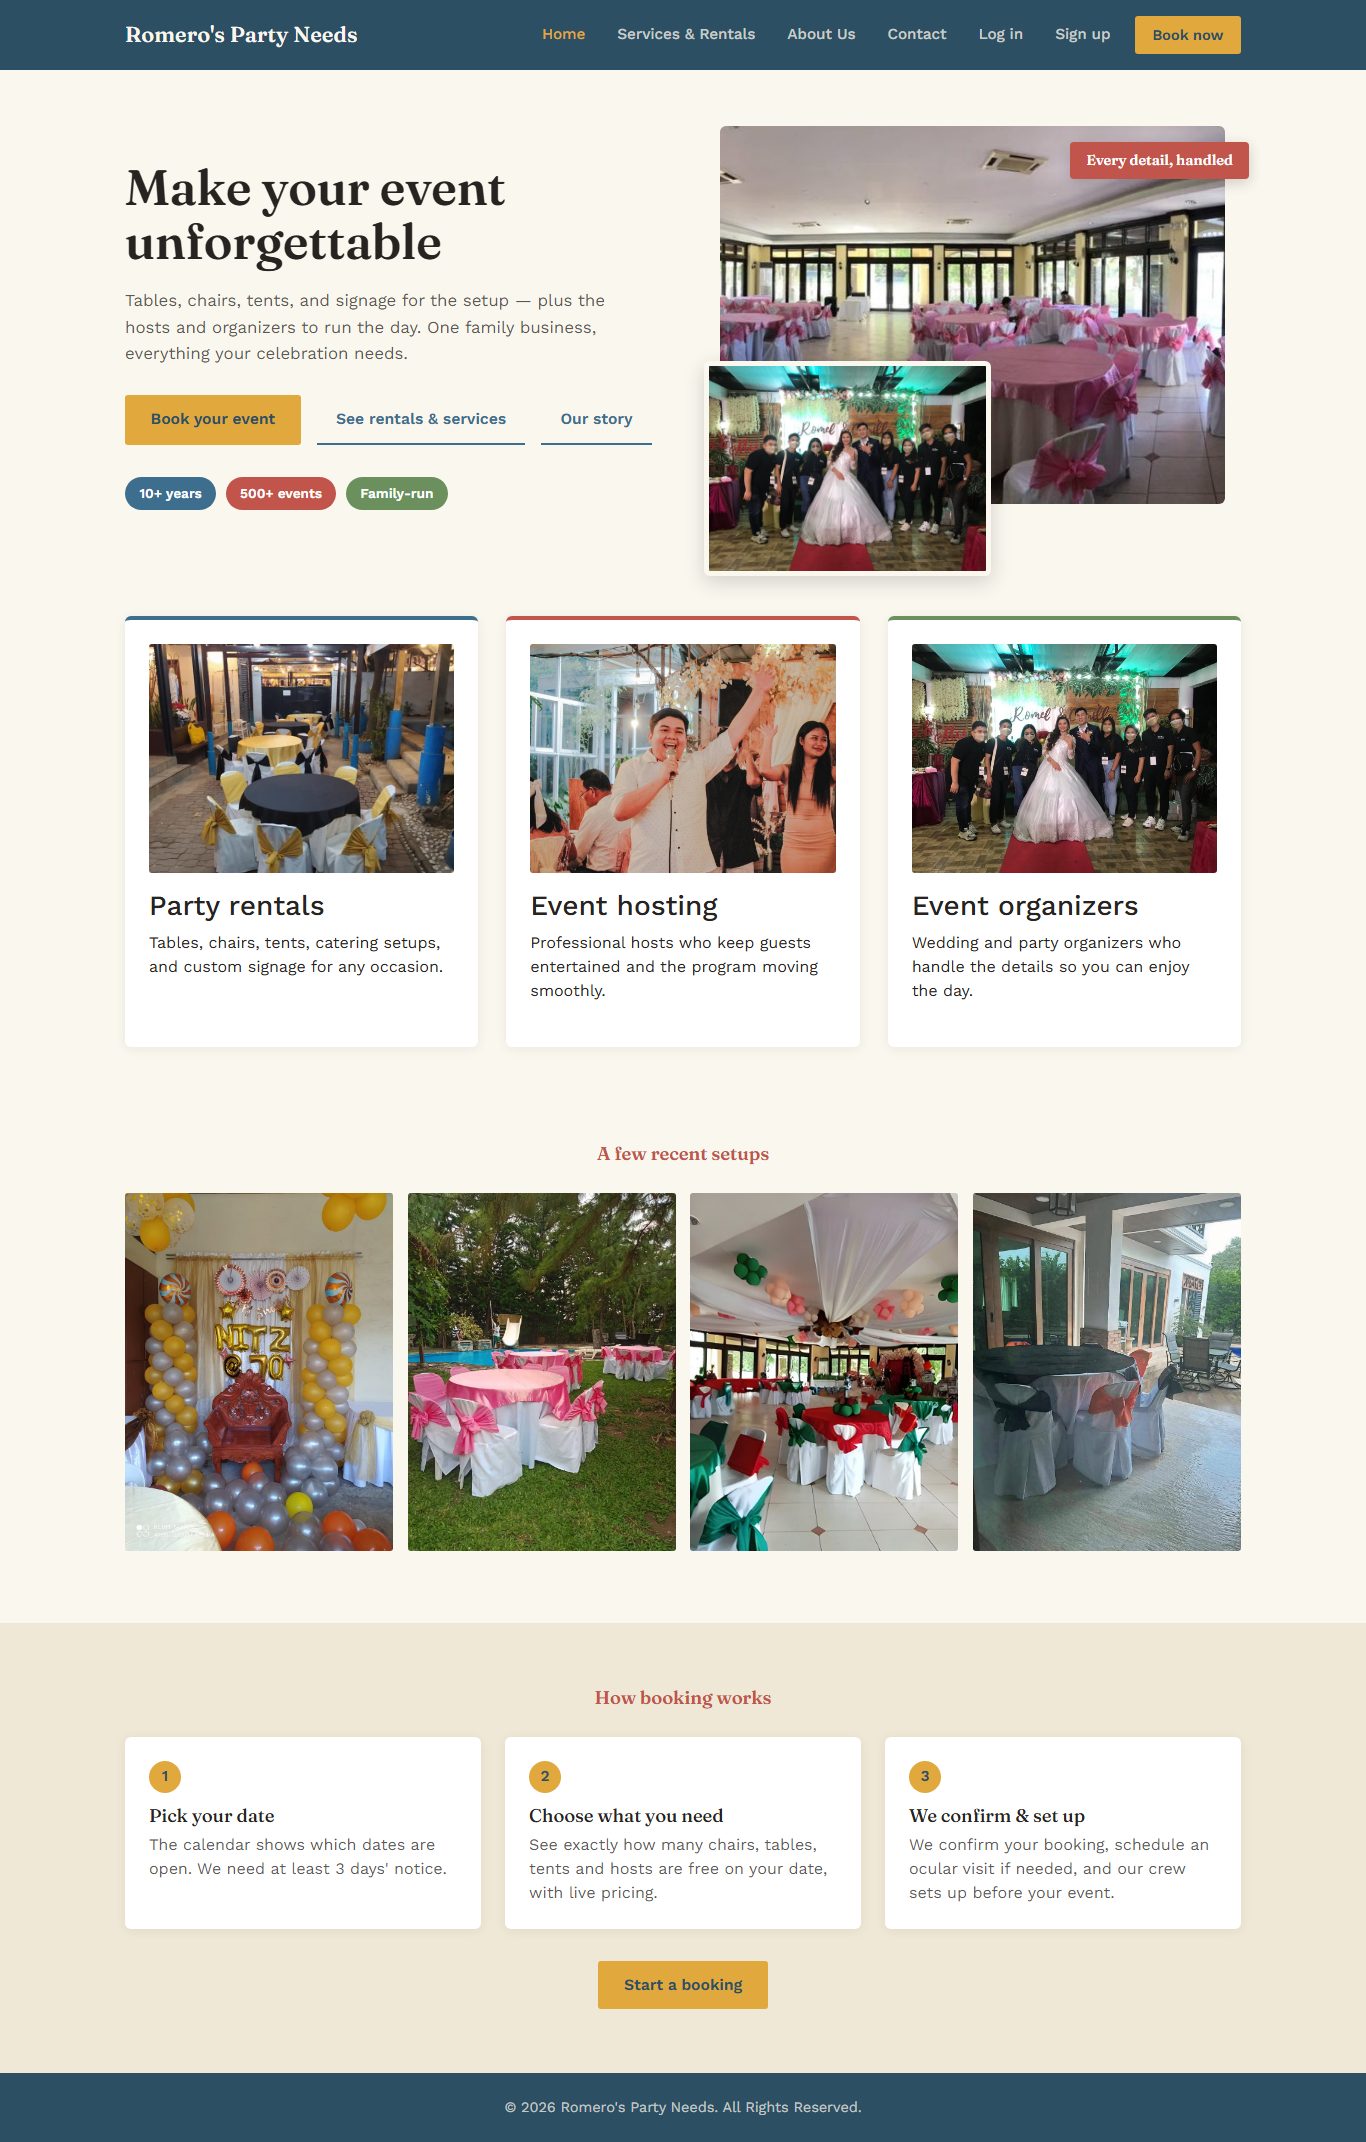 Romero's Party Needs
Home
Services & Rentals
About Us
Contact
Log in
Sign up
Book now
Every detail, handled
Make your event
unforgettable
Tables, chairs, tents, and signage for the setup — plus the
hosts and organizers to run the day. One family business,
everything your celebration needs.
Book your event
See rentals & services
Our story
10+ years
500+ events
Family-run
Party rentals
Tables, chairs, tents, catering setups,
and custom signage for any occasion.
Event hosting
Professional hosts who keep guests
entertained and the program moving
smoothly.
Romel
Event organizers
Wedding and party organizers who
handle the details so you can enjoy
the day.
A few recent setups
NITZ
@ 70
How booking works
1
Pick your date
The calendar shows which dates are
open. We need at least 3 days' notice.
2
Choose what you need
See exactly how many chairs, tables,
tents and hosts are free on your date,
with live pricing.
3
We confirm & set up
We confirm your booking, schedule an
ocular visit if needed, and our crew
sets up before your event.
Start a booking
© 2026 Romero's Party Needs. All Rights Reserved.